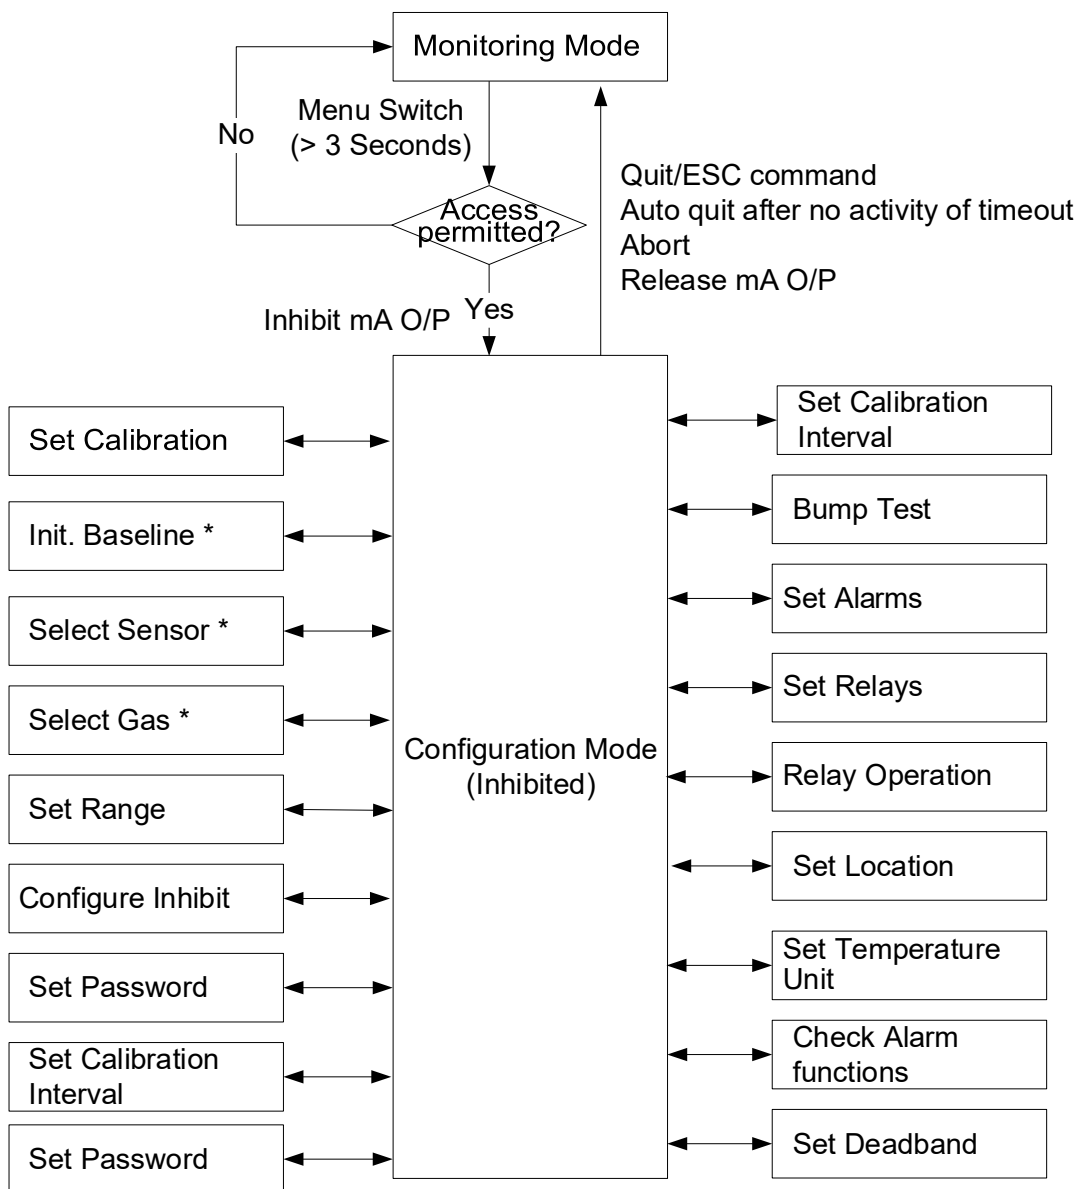 Monitoring Mode
Menu Switch
(> 3 Seconds)
No
Quit/ESC command
Auto quit after no activity of timeout
Abort
Release mA O/P
Access
permitted?
Inhibit mA O/P
Yes
Configuration Mode
(Inhibited)
Set Calibration
Init. Baseline *
Select Sensor *
Select Gas *
Set Range
Configure Inhibit
Set Password
Set Calibration
Interval
Set Password
Set Calibration
Interval
Bump Test
Set Alarms
Set Relays
Relay Operation
Set Location
Set Temperature
Unit
Check Alarm
functions
Set Deadband